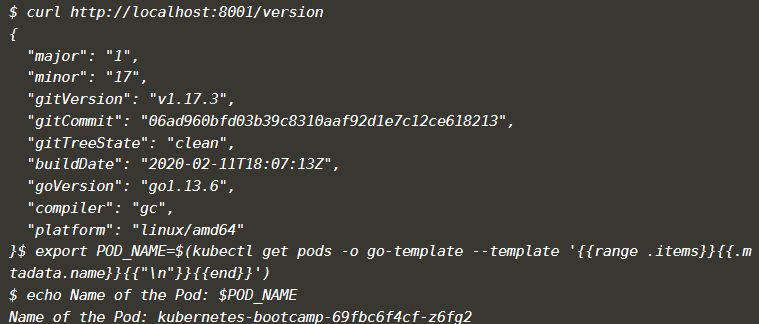 $ curl http://localhost:8001/version
{
  "major": "1",
  "minor": "17",
  "gitVersion": "v1.17.3",
  "gitCommit": "06ad960bfd03b39c8310aaf92d1e7c12ce618213",
  "gitTreeState": "clean",
  "buildDate": "2020-02-11T18:07:13Z",
  "goVersion": "go1.13.6",
  "compiler": "gc",
  "platform": "linux/amd64"
}$ export POD_NAME=$(kubectl get pods -o go-template --template '{{range .items}}{{.m
tadata.name}}{{"\n"}}{{end}}')
$ echo Name of the Pod: $POD_NAME
Name of the Pod: kubernetes-bootcamp-69fbc6f4cf-z6fg2